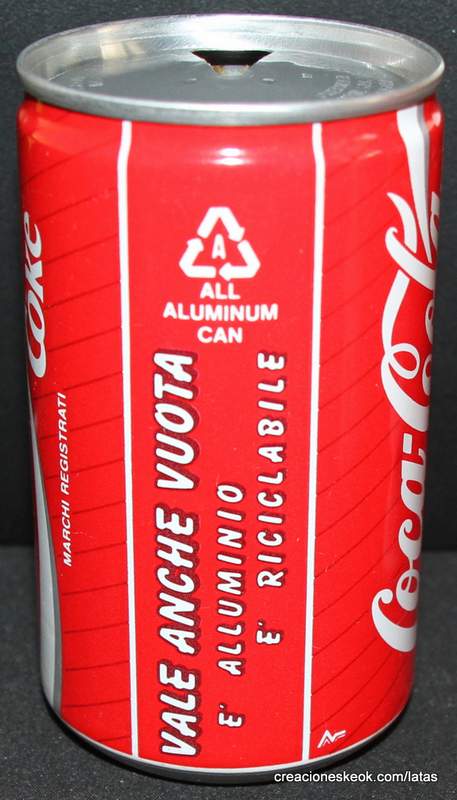 Coke
MARCHI REGISTRATI
A
ALL
ALUMINUM
CAN
VALE ANCHE VUOTA
E' ALLUMINIO
E' RICICLABILE
Coca-Cola
creacioneskeok.com/latas